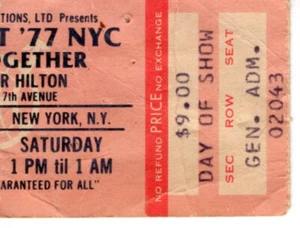 TIONS, LTD Presents
T '77 NYC
OGETHER
R HILTON
7th AVENUE
NEW YORK, N.Y.
SATURDAY
1 PM til 1 AM
ARANTEED FOR ALL"
NO REFUND PRICE NO EXCHANGE
$9.00
DAY OF SHOW
SEC ROW SEAT
GEN. ADM.
02043